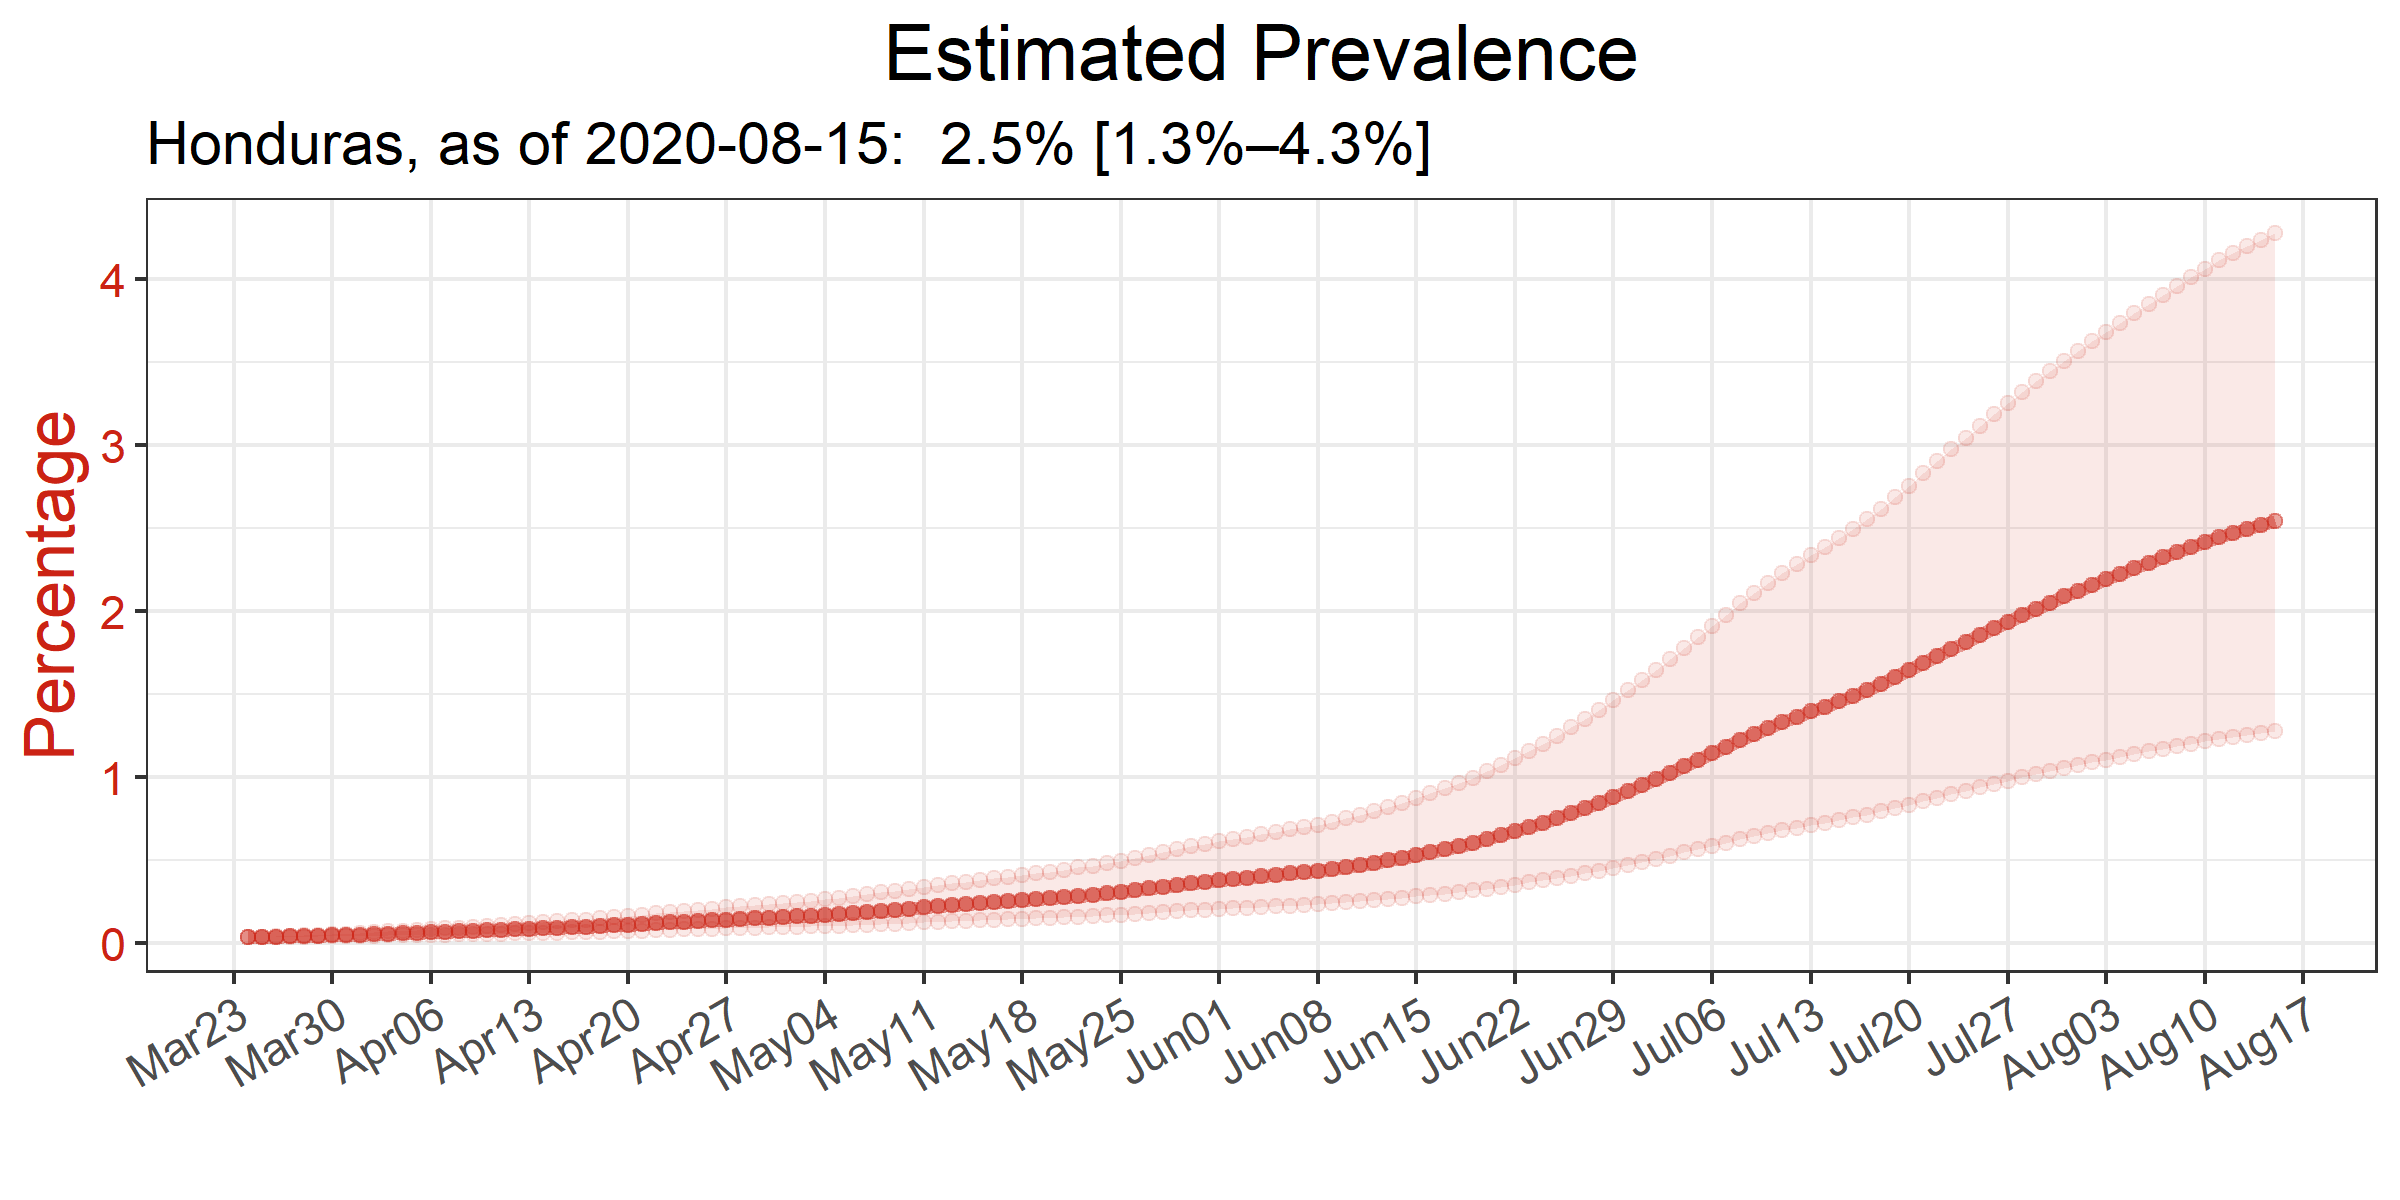 Estimated Prevalence
Honduras, as of 2020-08-15:  2.5% [1.3%–4.3%]
Percentage
4
3
2
1
0
Mar23
Mar30
Apr06
Apr13
Apr20
Apr27
May04
May11
May18
May25
Jun01
Jun08
Jun15
Jun22
Jun29
Jul06
Jul13
Jul20
Jul27
Aug03
Aug10
Aug17